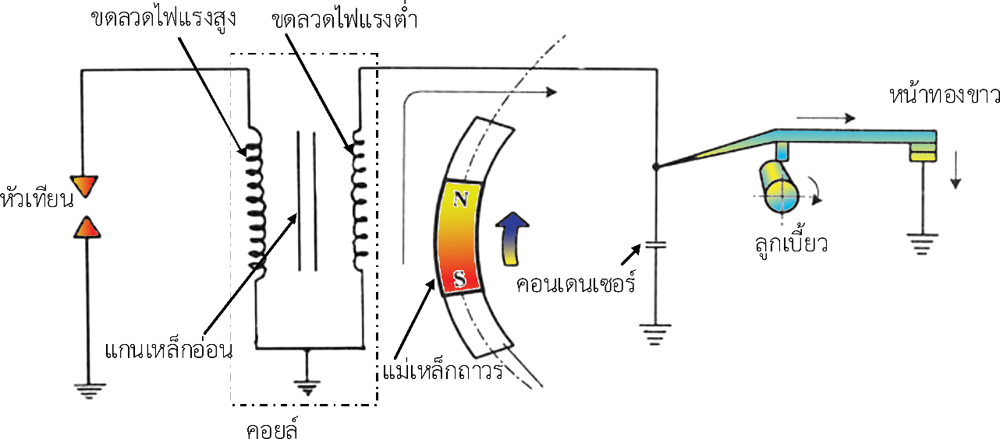 ขดลวดไฟแรงสูง
ขดลวดไฟแรงต่ำ
หน้าทองขาว
หัวเทียน
N
S
ลูกเบี้ยว
คอนเดนเซอร์
แกนเหล็กอ่อน
แม่เหล็กถาวร
คอยล์